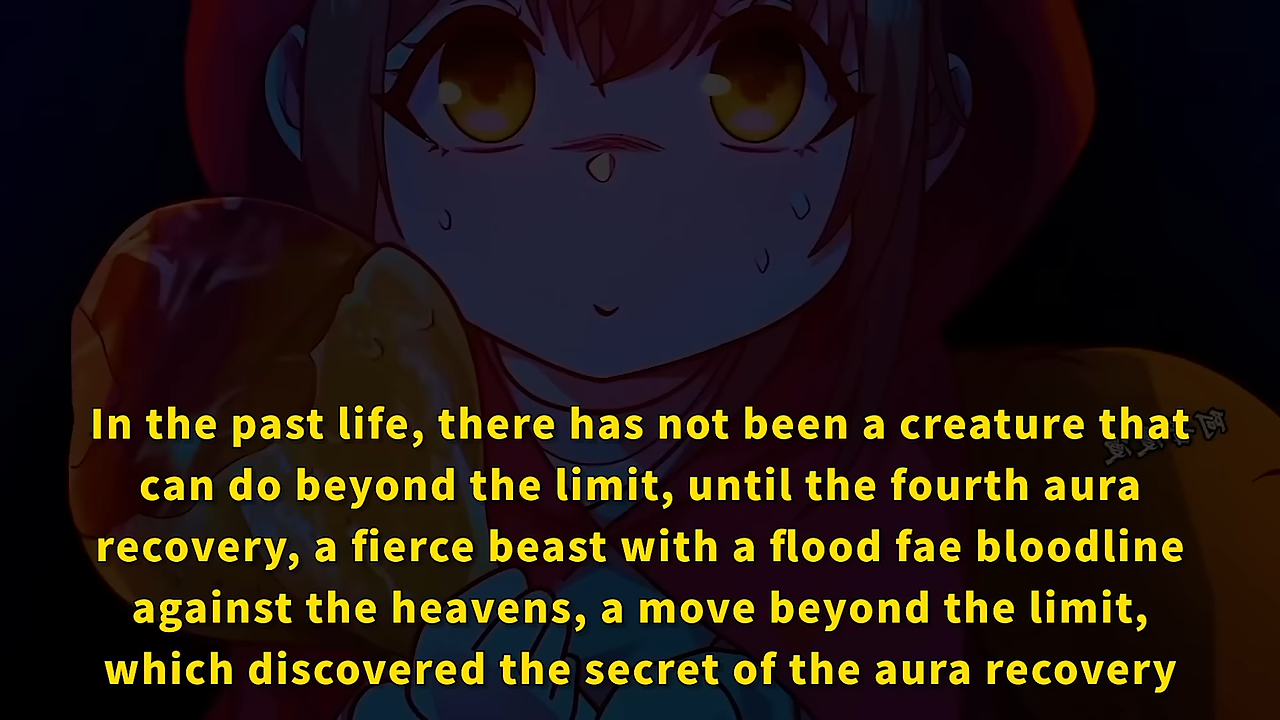 In the past life, there has not been a creature that
can do beyond the limit, until the fourth aura
recovery, a fierce beast with a flood fae bloodline
against the heavens, a move beyond the limit,
which discovered the secret of the aura recovery